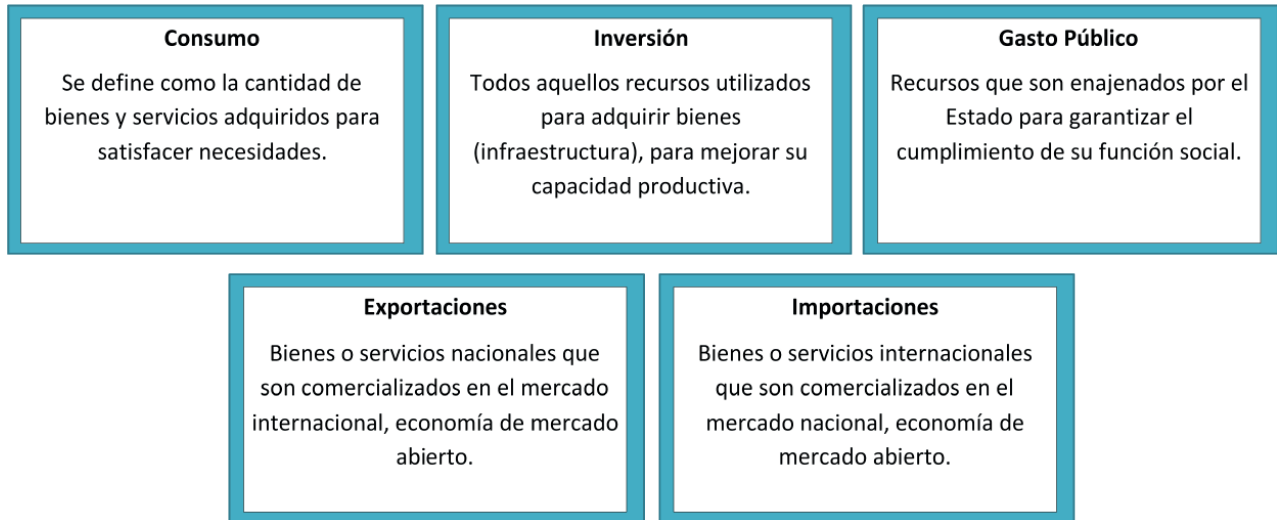 Consumo
Se define como la cantidad de
bienes y servicios adquiridos para
satisfacer necesidades.
Inversión
Todos aquellos recursos utilizados
para adquirir bienes
(infraestructura), para mejorar su
capacidad productiva.
Gasto Público
Recursos que son enajenados por el
Estado para garantizar el
cumplimiento de su función social.
Exportaciones
Bienes o servicios nacionales que
son comercializados en el mercado
internacional, economía de mercado
abierto.
Importaciones
Bienes o servicios internacionales
que son comercializados en el
mercado nacional, economía de
mercado abierto.